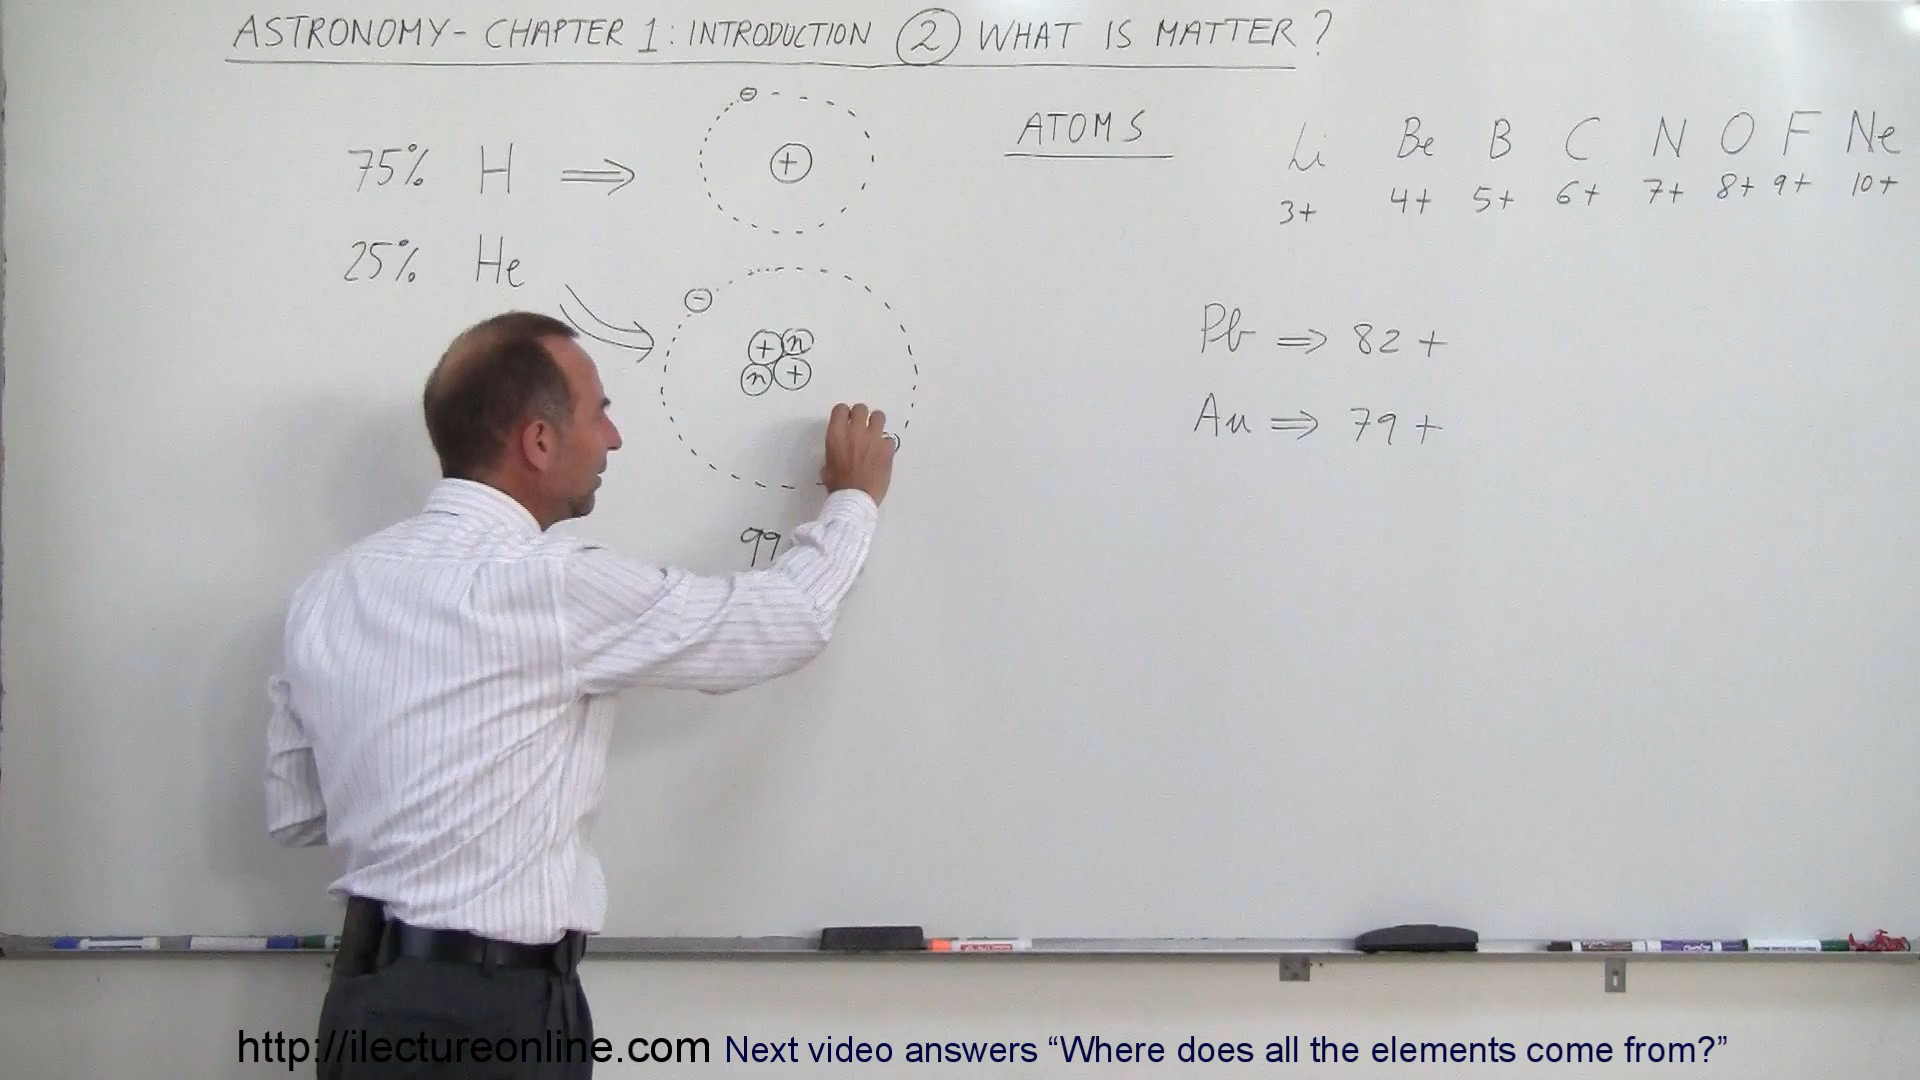 ASTRONOMY- CHAPTER 1: INTRODUCTION ② WHAT IS MATTER?
75% H ⇒
+
−
25% He
−
+ n
n +
99
ATOMS
Li Be B C N O F Ne
3+ 4+ 5+ 6+ 7+ 8+ 9+ 10+
Pb ⇒ 82+
Au ⇒ 79+
http://ilectureonline.com Next video answers “Where does all the elements come from?”